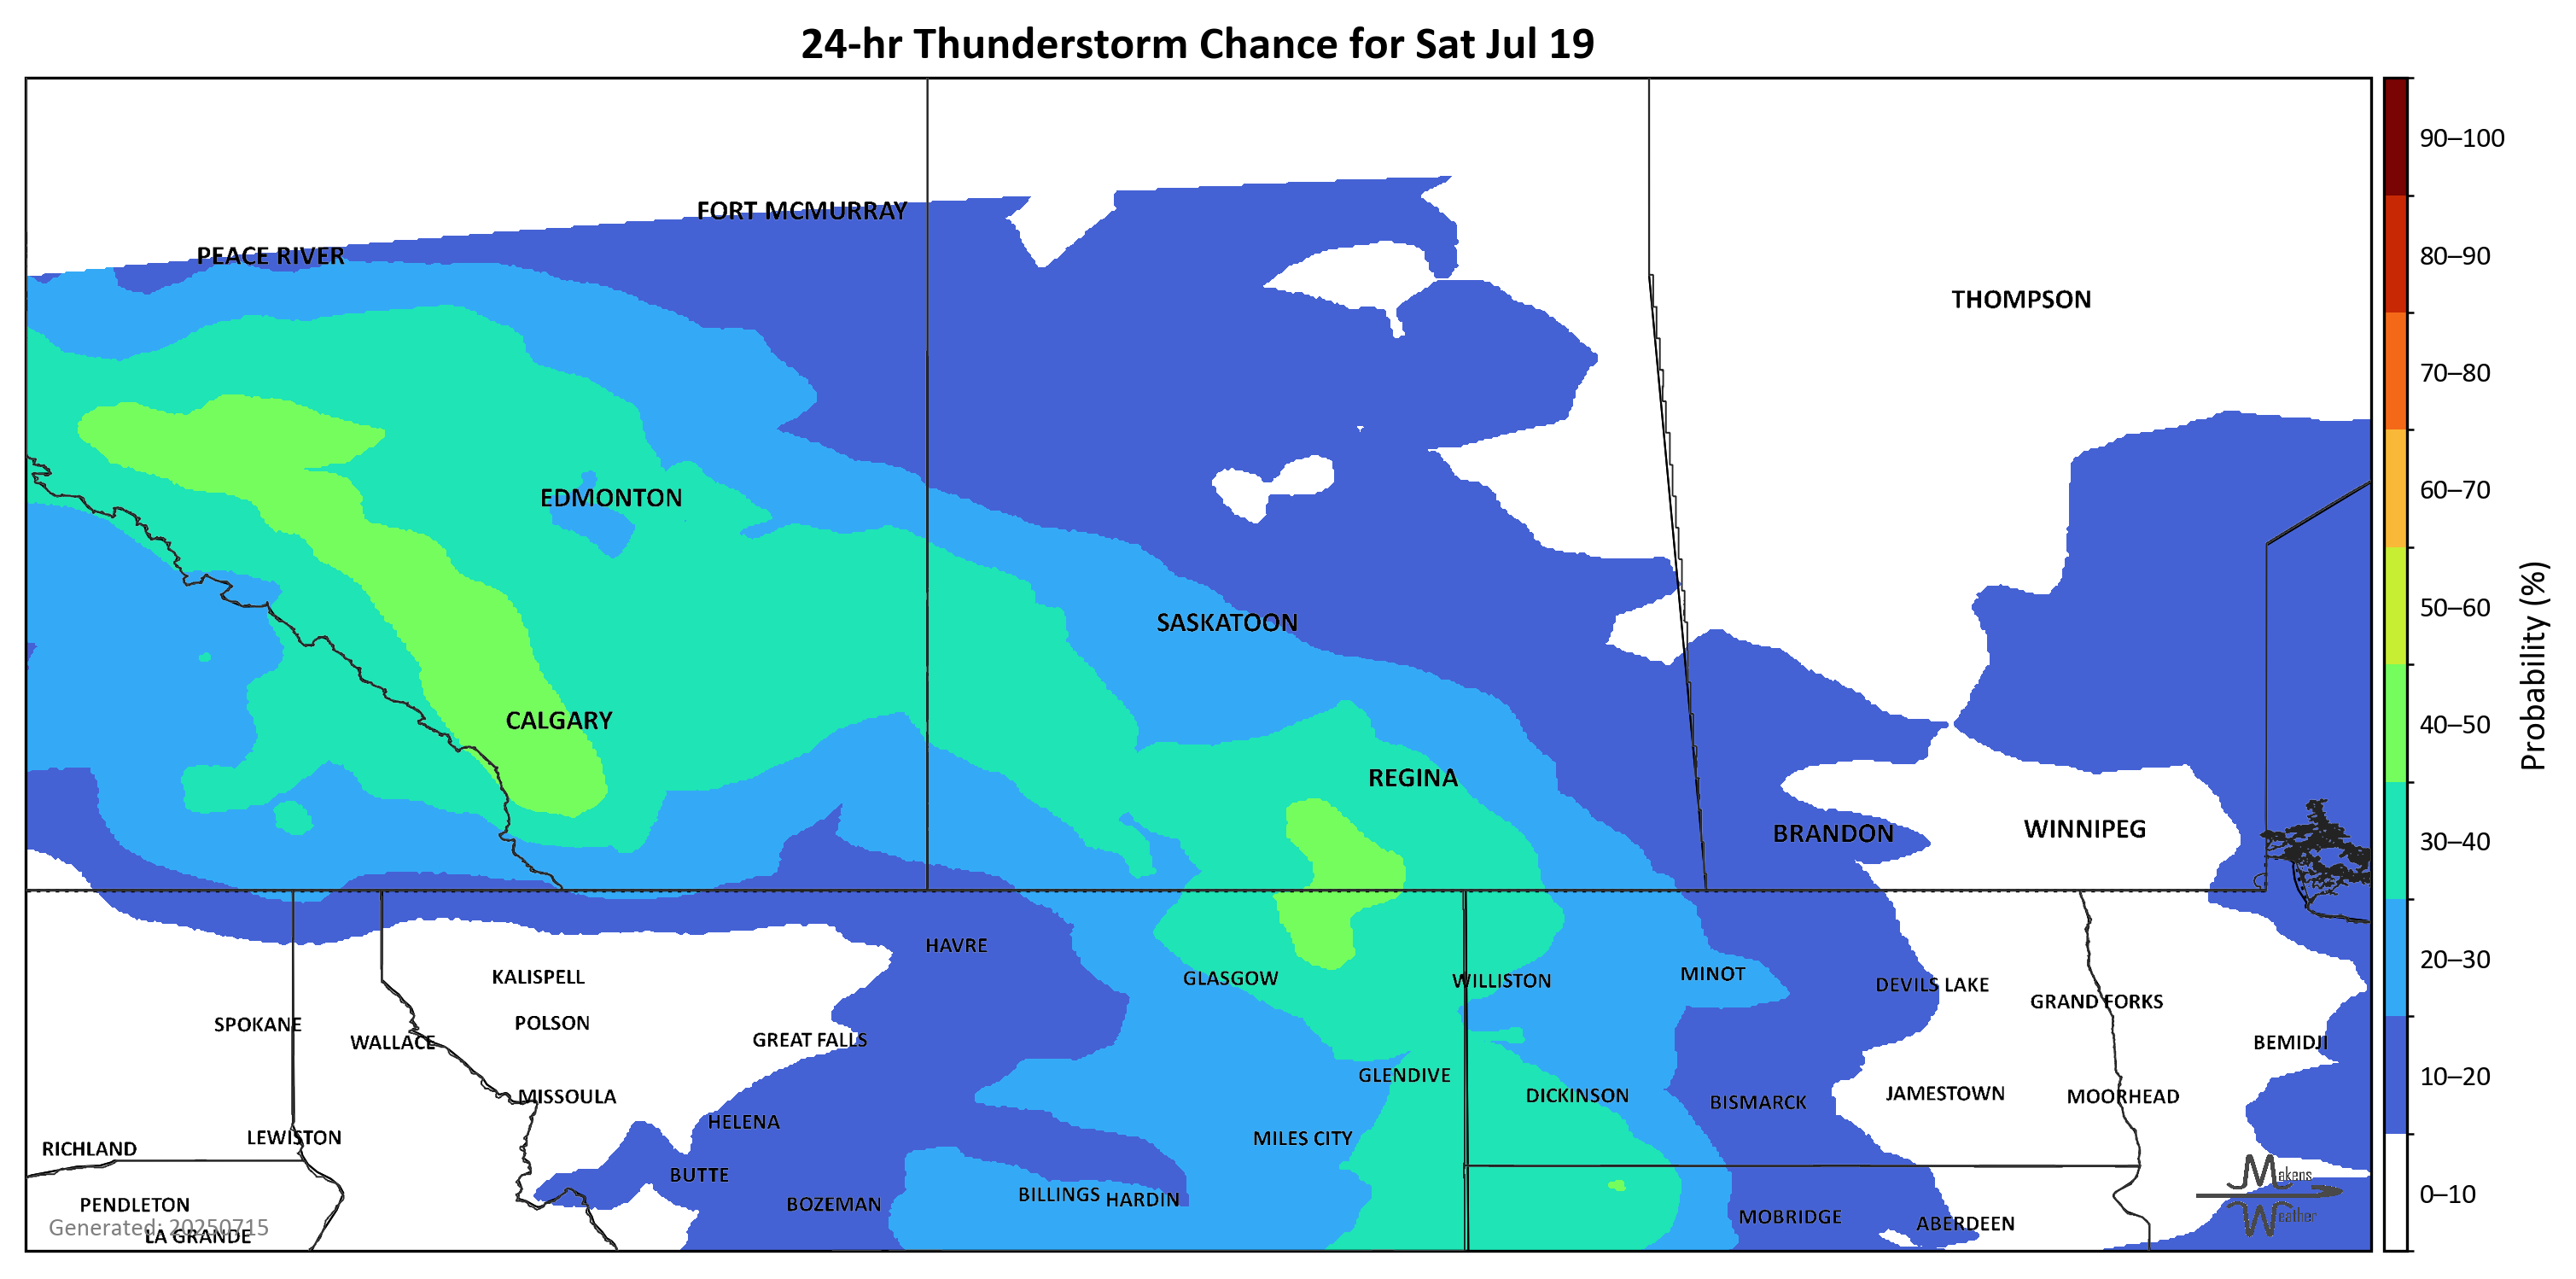 24-hr Thunderstorm Chance for Sat Jul 19
90–100
FORT MCMURRAY
PEACE RIVER
80–90
THOMPSON
70–80
60–70
EDMONTON
50–60
SASKATOON
Probability (%)
CALGARY
40–50
REGINA
WINNIPEG
BRANDON
30–40
HAVRE
20–30
KALISPELL
GLASGOW
WILLISTON
MINOT
DEVILS LAKE
GRAND FORKS
SPOKANE
POLSON
WALLACE
GREAT FALLS
BEMIDJI
GLENDIVE
10–20
MISSOULA
DICKINSON
BISMARCK
JAMESTOWN
MOORHEAD
HELENA
LEWISTON
MILES CITY
RICHLAND
BUTTE
Makens
BILLINGS
HARDIN
0–10
PENDLETON
BOZEMAN
MOBRIDGE
Weather
ABERDEEN
Generated: 20250715
LA GRANDE